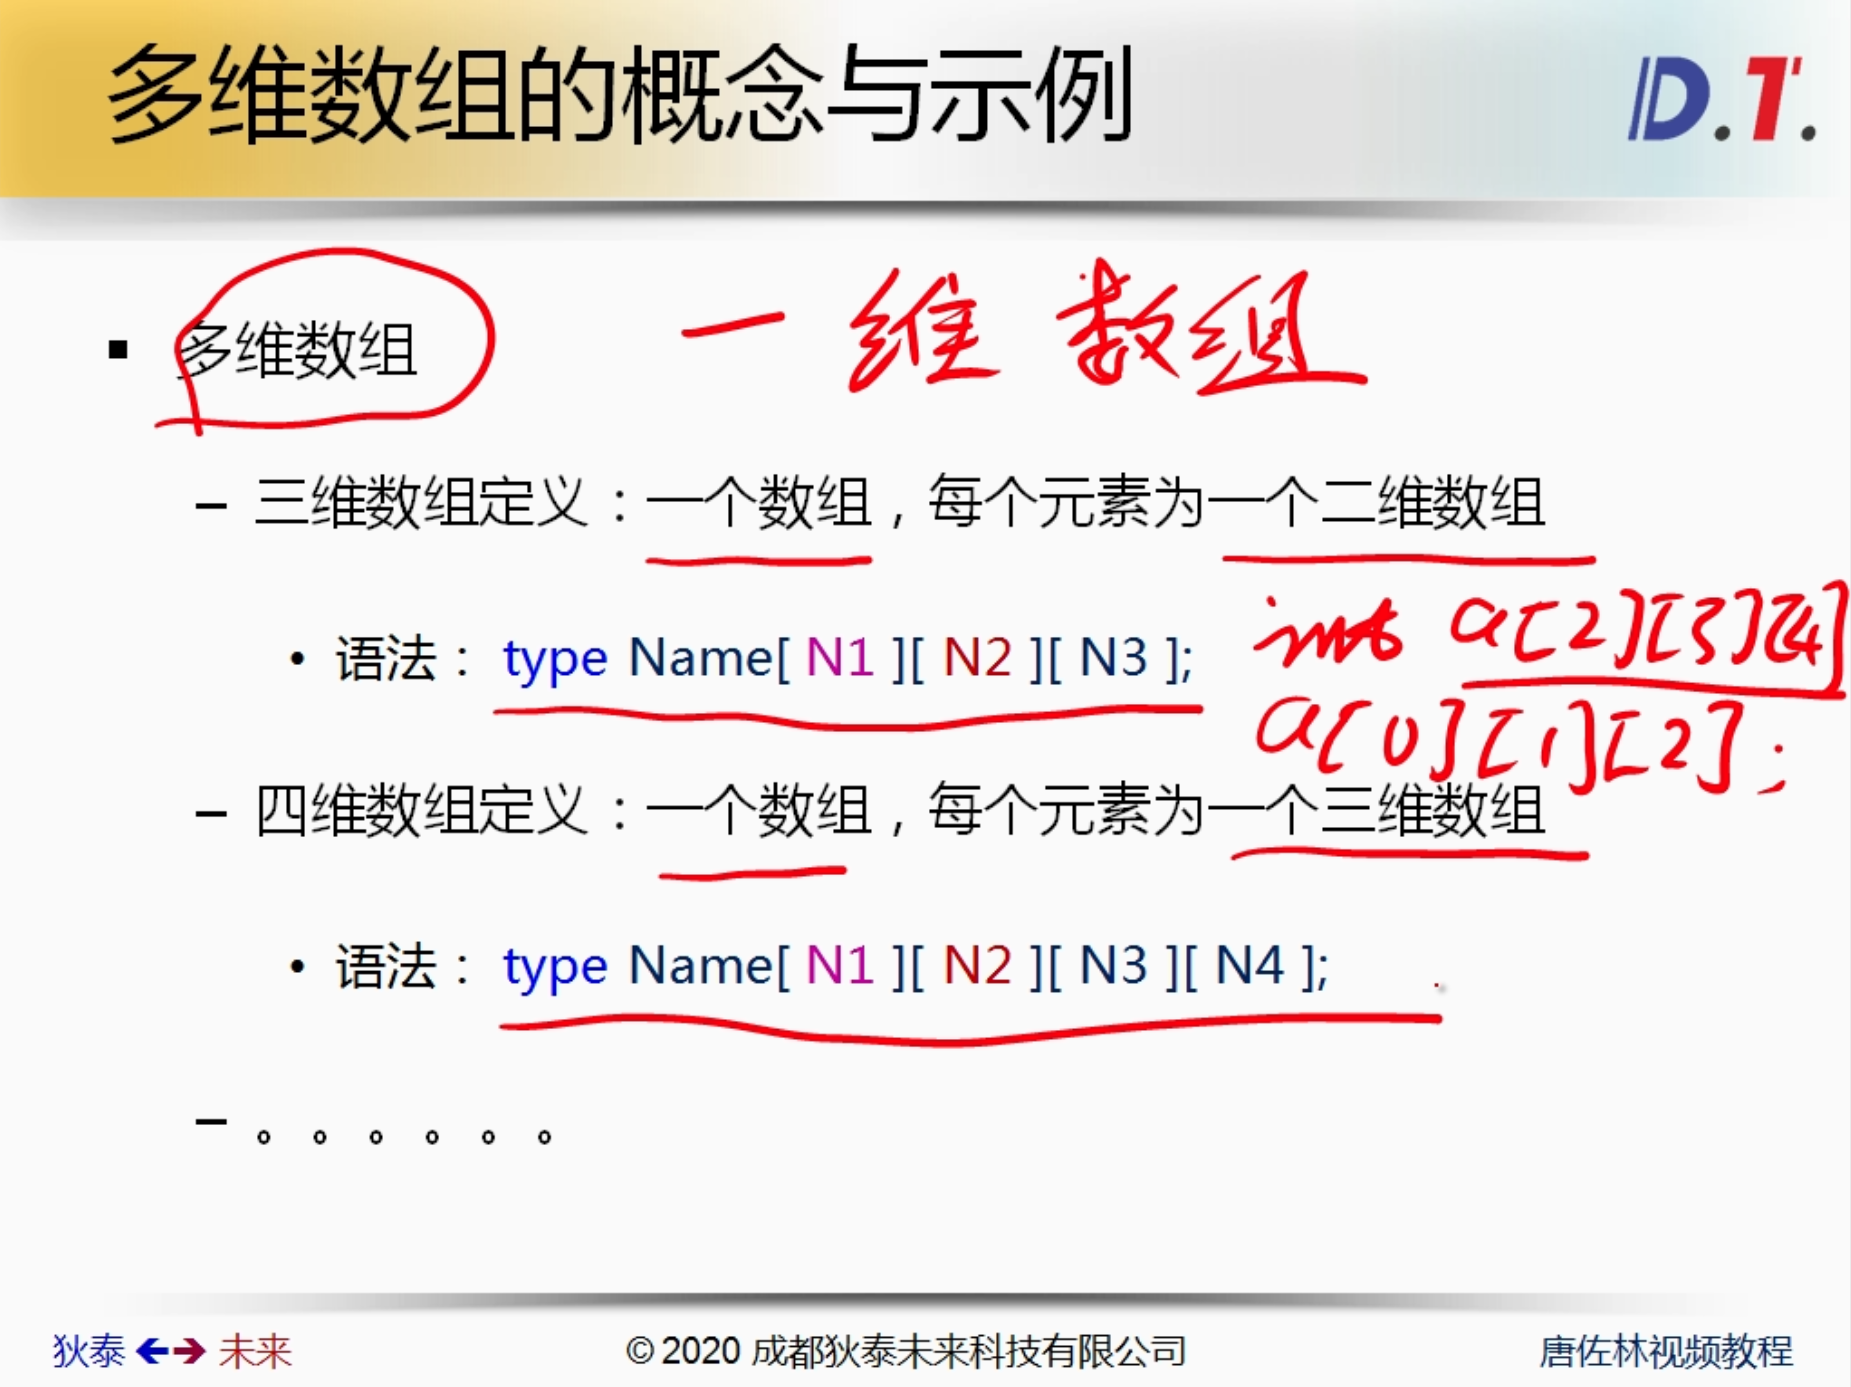 多维数组的概念与示例
D.T.
多维数组
一维数组
三维数组定义：一个数组，每个元素为一个二维数组
语法： type Name[ N1 ][ N2 ][ N3 ];
int a[2][3][4]
a[0][1][2];
四维数组定义：一个数组，每个元素为一个三维数组
语法： type Name[ N1 ][ N2 ][ N3 ][ N4 ];
。。。。。。
狄泰 未来
© 2020 成都狄泰未来科技有限公司
唐佐林视频教程